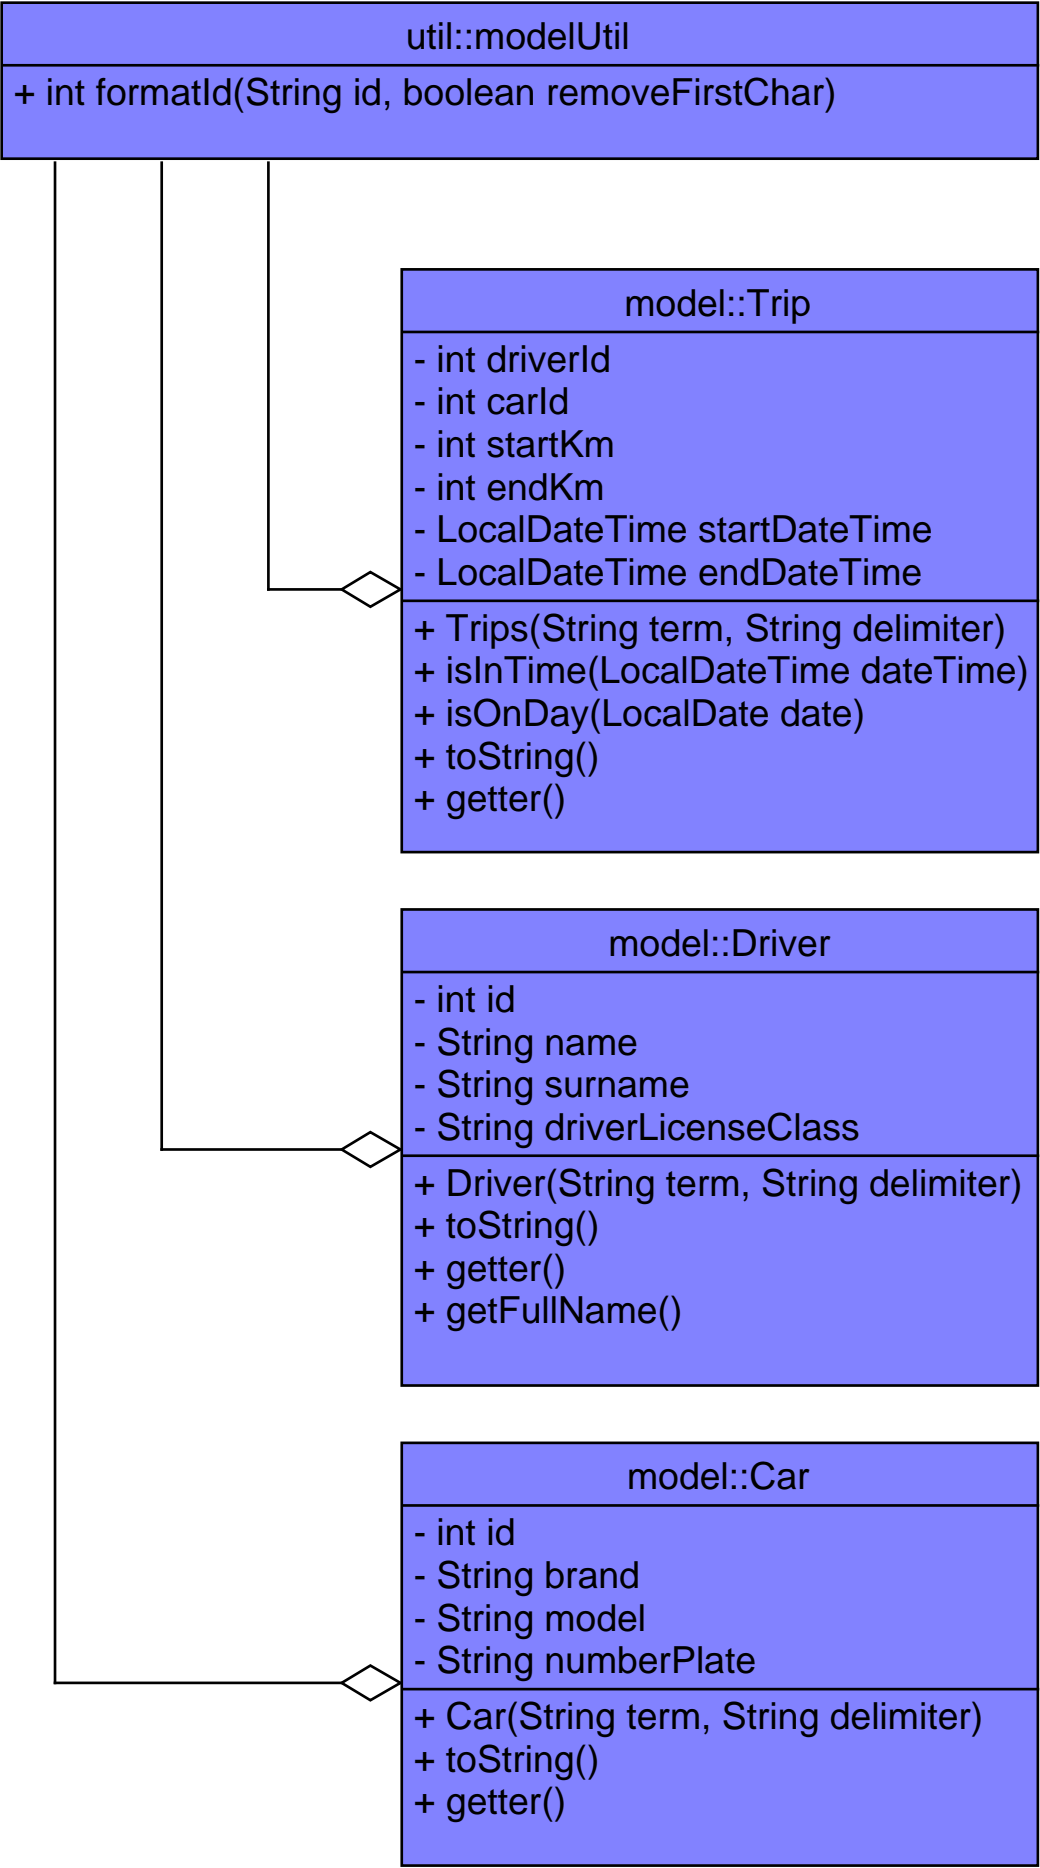 util::modelUtil
+ int formatId(String id, boolean removeFirstChar)
model::Trip
- int driverId
- int carId
- int startKm
- int endKm
- LocalDateTime startDateTime
- LocalDateTime endDateTime
+ Trips(String term, String delimiter)
+ isInTime(LocalDateTime dateTime)
+ isOnDay(LocalDate date)
+ toString()
+ getter()
model::Driver
- int id
- String name
- String surname
- String driverLicenseClass
+ Driver(String term, String delimiter)
+ toString()
+ getter()
+ getFullName()
model::Car
- int id
- String brand
- String model
- String numberPlate
+ Car(String term, String delimiter)
+ toString()
+ getter()